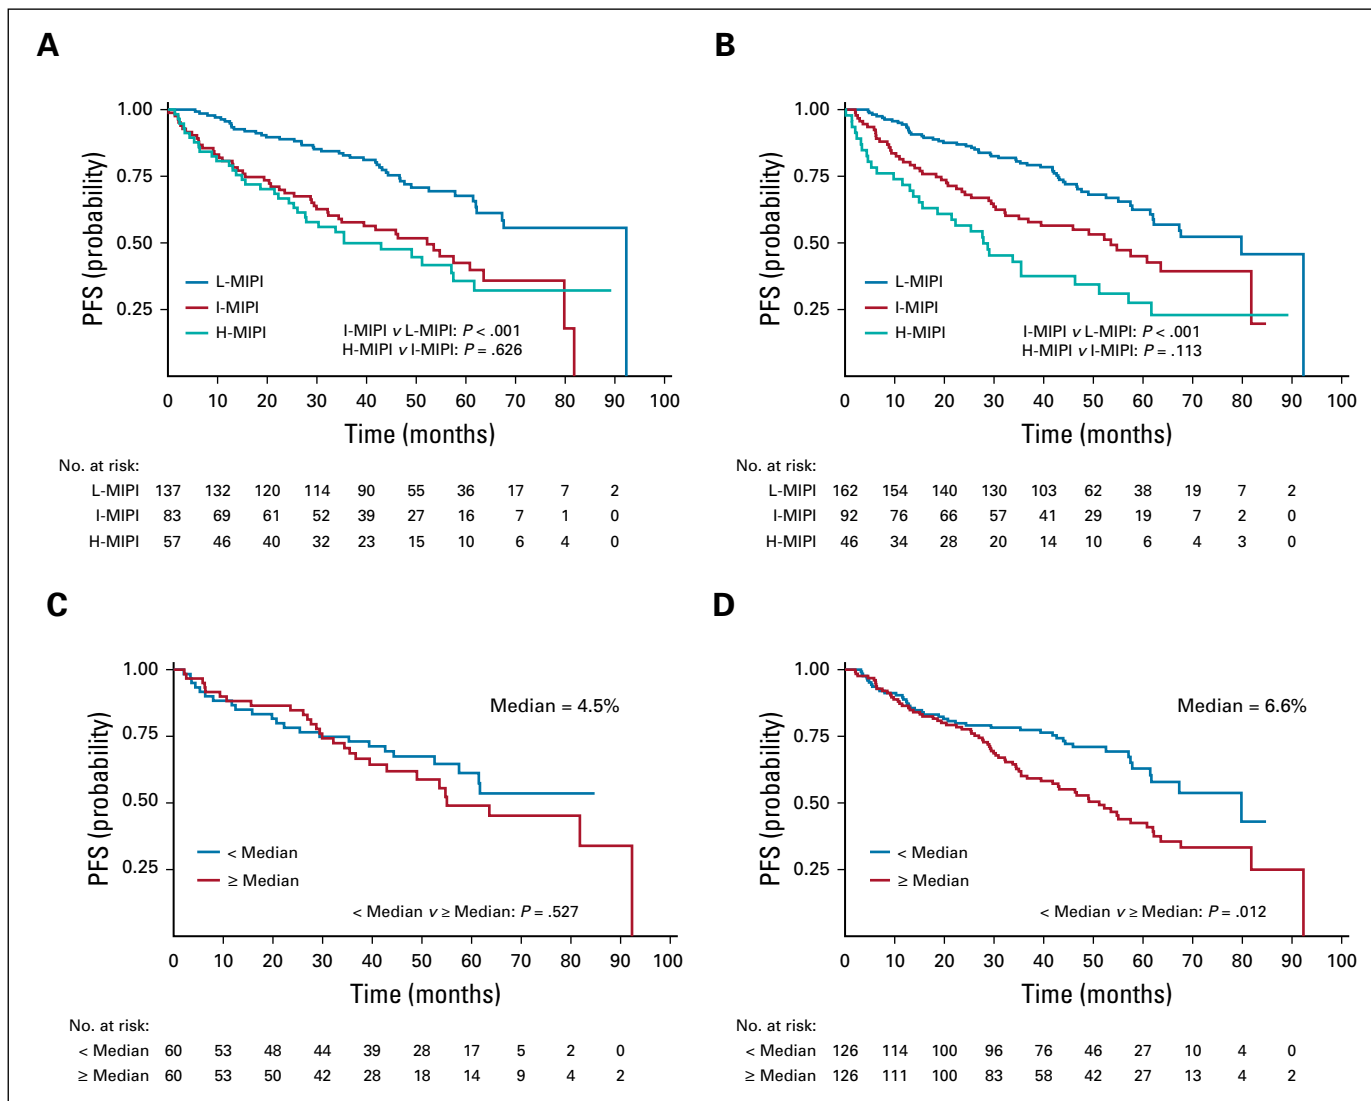 A
1.00
0.75
0.50
0.25
PFS (probability)
L-MIPI
I-MIPI
H-MIPI
I-MIPI v L-MIPI: P < .001
H-MIPI v I-MIPI: P = .626
0 10 20 30 40 50 60 70 80 90 100
Time (months)
No. at risk:
L-MIPI 137 132 120 114 90 55 36 17 7 2
I-MIPI 83 69 61 52 39 27 16 7 1 0
H-MIPI 57 46 40 32 23 15 10 6 4 0
B
1.00
0.75
0.50
0.25
PFS (probability)
L-MIPI
I-MIPI
H-MIPI
I-MIPI v L-MIPI: P < .001
H-MIPI v I-MIPI: P = .113
0 10 20 30 40 50 60 70 80 90 100
Time (months)
No. at risk:
L-MIPI 162 154 140 130 103 62 38 19 7 2
I-MIPI 92 76 66 57 41 29 19 7 2 0
H-MIPI 46 34 28 20 14 10 6 4 3 0
C
1.00
0.75
0.50
0.25
PFS (probability)
Median = 4.5%
< Median
≥ Median
< Median v ≥ Median: P = .527
0 10 20 30 40 50 60 70 80 90 100
Time (months)
No. at risk:
< Median 60 53 48 44 39 28 17 5 2 0
≥ Median 60 53 50 42 28 18 14 9 4 2
D
1.00
0.75
0.50
0.25
PFS (probability)
Median = 6.6%
< Median
≥ Median
< Median v ≥ Median: P = .012
0 10 20 30 40 50 60 70 80 90 100
Time (months)
No. at risk:
< Median 126 114 100 96 76 46 27 10 4 0
≥ Median 126 111 100 83 58 42 27 13 4 2